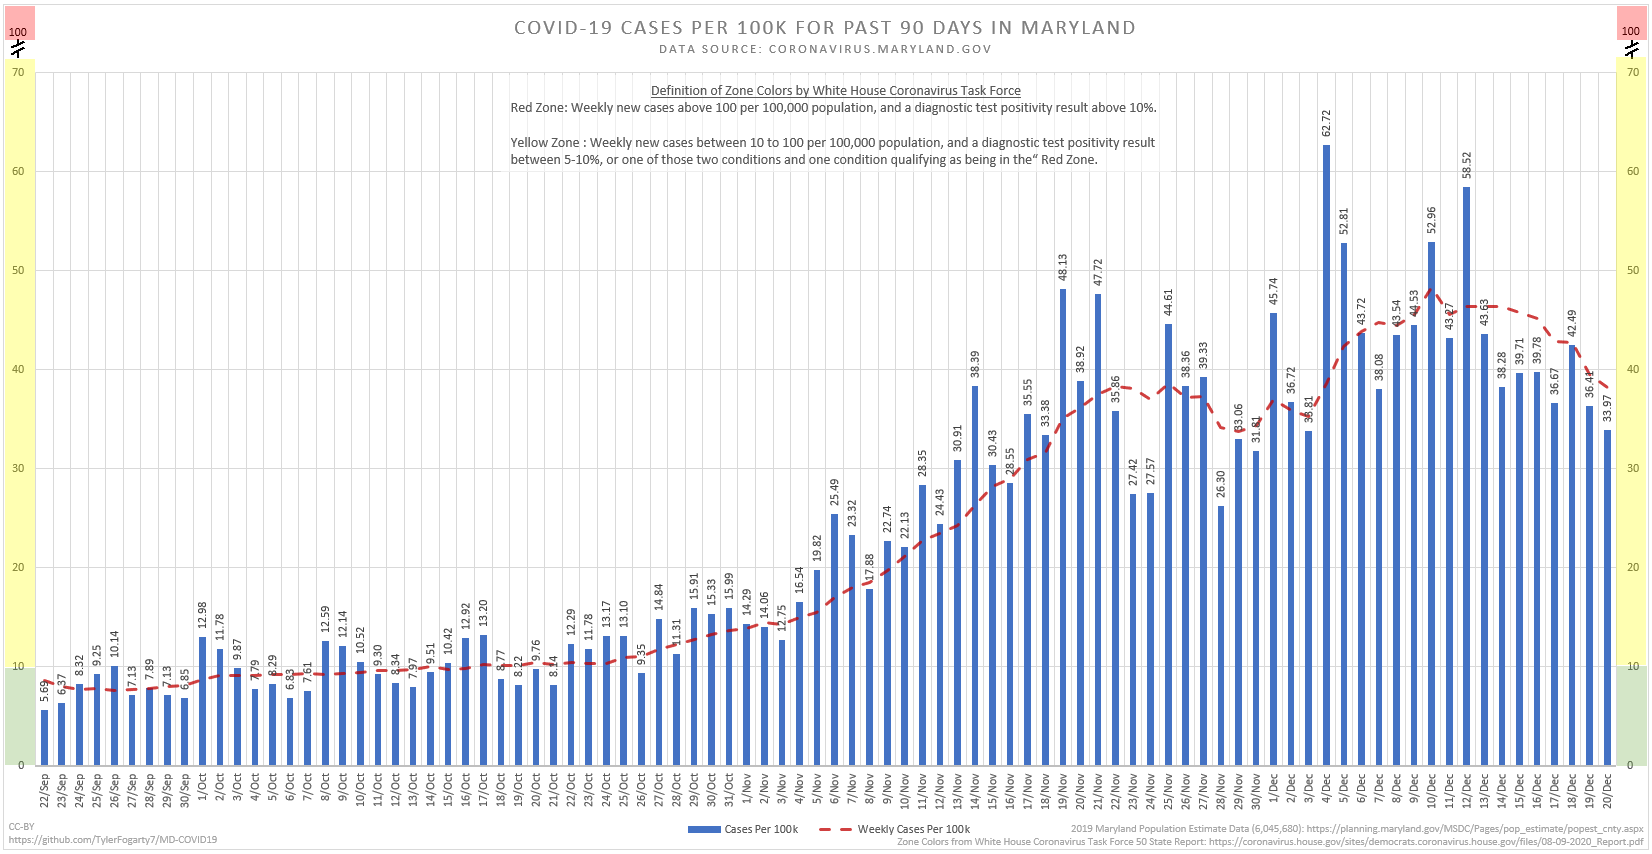 COVID-19 CASES PER 100K FOR PAST 90 DAYS IN MARYLAND
DATA SOURCE: CORONAVIRUS.MARYLAND.GOV
100
100
70
60
50
40
30
20
10
0
70
60
50
40
30
20
10
0
Definition of Zone Colors by White House Coronavirus Task Force
Red Zone: Weekly new cases above 100 per 100,000 population, and a diagnostic test positivity result above 10%.
Yellow Zone : Weekly new cases between 10 to 100 per 100,000 population, and a diagnostic test positivity result
between 5-10%, or one of those two conditions and one condition qualifying as being in the“ Red Zone.
5.69
6.37
8.32
9.25
10.14
7.13
7.89
7.13
6.85
12.98
11.78
9.87
7.79
8.29
6.83
7.61
12.59
12.14
10.52
9.30
8.34
7.97
9.51
10.42
12.92
13.20
8.77
8.22
9.76
8.14
12.29
11.78
13.17
13.10
9.35
14.84
11.31
15.91
15.33
15.99
14.29
14.06
12.75
16.54
19.82
25.49
23.32
17.88
22.74
22.13
28.35
24.43
30.91
38.39
30.43
28.55
35.55
33.38
48.13
38.92
47.72
35.86
27.42
27.57
44.61
38.36
39.33
26.30
33.06
31.81
45.74
36.72
33.81
62.72
52.81
43.72
38.08
43.54
44.53
52.96
43.27
58.52
43.63
38.28
39.71
39.78
36.67
42.49
36.41
33.97
22/Sep
23/Sep
24/Sep
25/Sep
26/Sep
27/Sep
28/Sep
29/Sep
30/Sep
1/Oct
2/Oct
3/Oct
4/Oct
5/Oct
6/Oct
7/Oct
8/Oct
9/Oct
10/Oct
11/Oct
12/Oct
13/Oct
14/Oct
15/Oct
16/Oct
17/Oct
18/Oct
19/Oct
20/Oct
21/Oct
22/Oct
23/Oct
24/Oct
25/Oct
26/Oct
27/Oct
28/Oct
29/Oct
30/Oct
31/Oct
1/Nov
2/Nov
3/Nov
4/Nov
5/Nov
6/Nov
7/Nov
8/Nov
9/Nov
10/Nov
11/Nov
12/Nov
13/Nov
14/Nov
15/Nov
16/Nov
17/Nov
18/Nov
19/Nov
20/Nov
21/Nov
22/Nov
23/Nov
24/Nov
25/Nov
26/Nov
27/Nov
28/Nov
29/Nov
30/Nov
1/Dec
2/Dec
3/Dec
4/Dec
5/Dec
6/Dec
7/Dec
8/Dec
9/Dec
10/Dec
11/Dec
12/Dec
13/Dec
14/Dec
15/Dec
16/Dec
17/Dec
18/Dec
19/Dec
20/Dec
Cases Per 100k
Weekly Cases Per 100k
CC-BY
https://github.com/TylerFogarty7/MD-COVID19
2019 Maryland Population Estimate Data (6,045,680): https://planning.maryland.gov/MSDC/Pages/pop_estimate/popest_cnty.aspx
Zone Colors from White House Coronavirus Task Force 50 State Report: https://coronavirus.house.gov/sites/democrats.coronavirus.house.gov/files/08-09-2020_Report.pdf